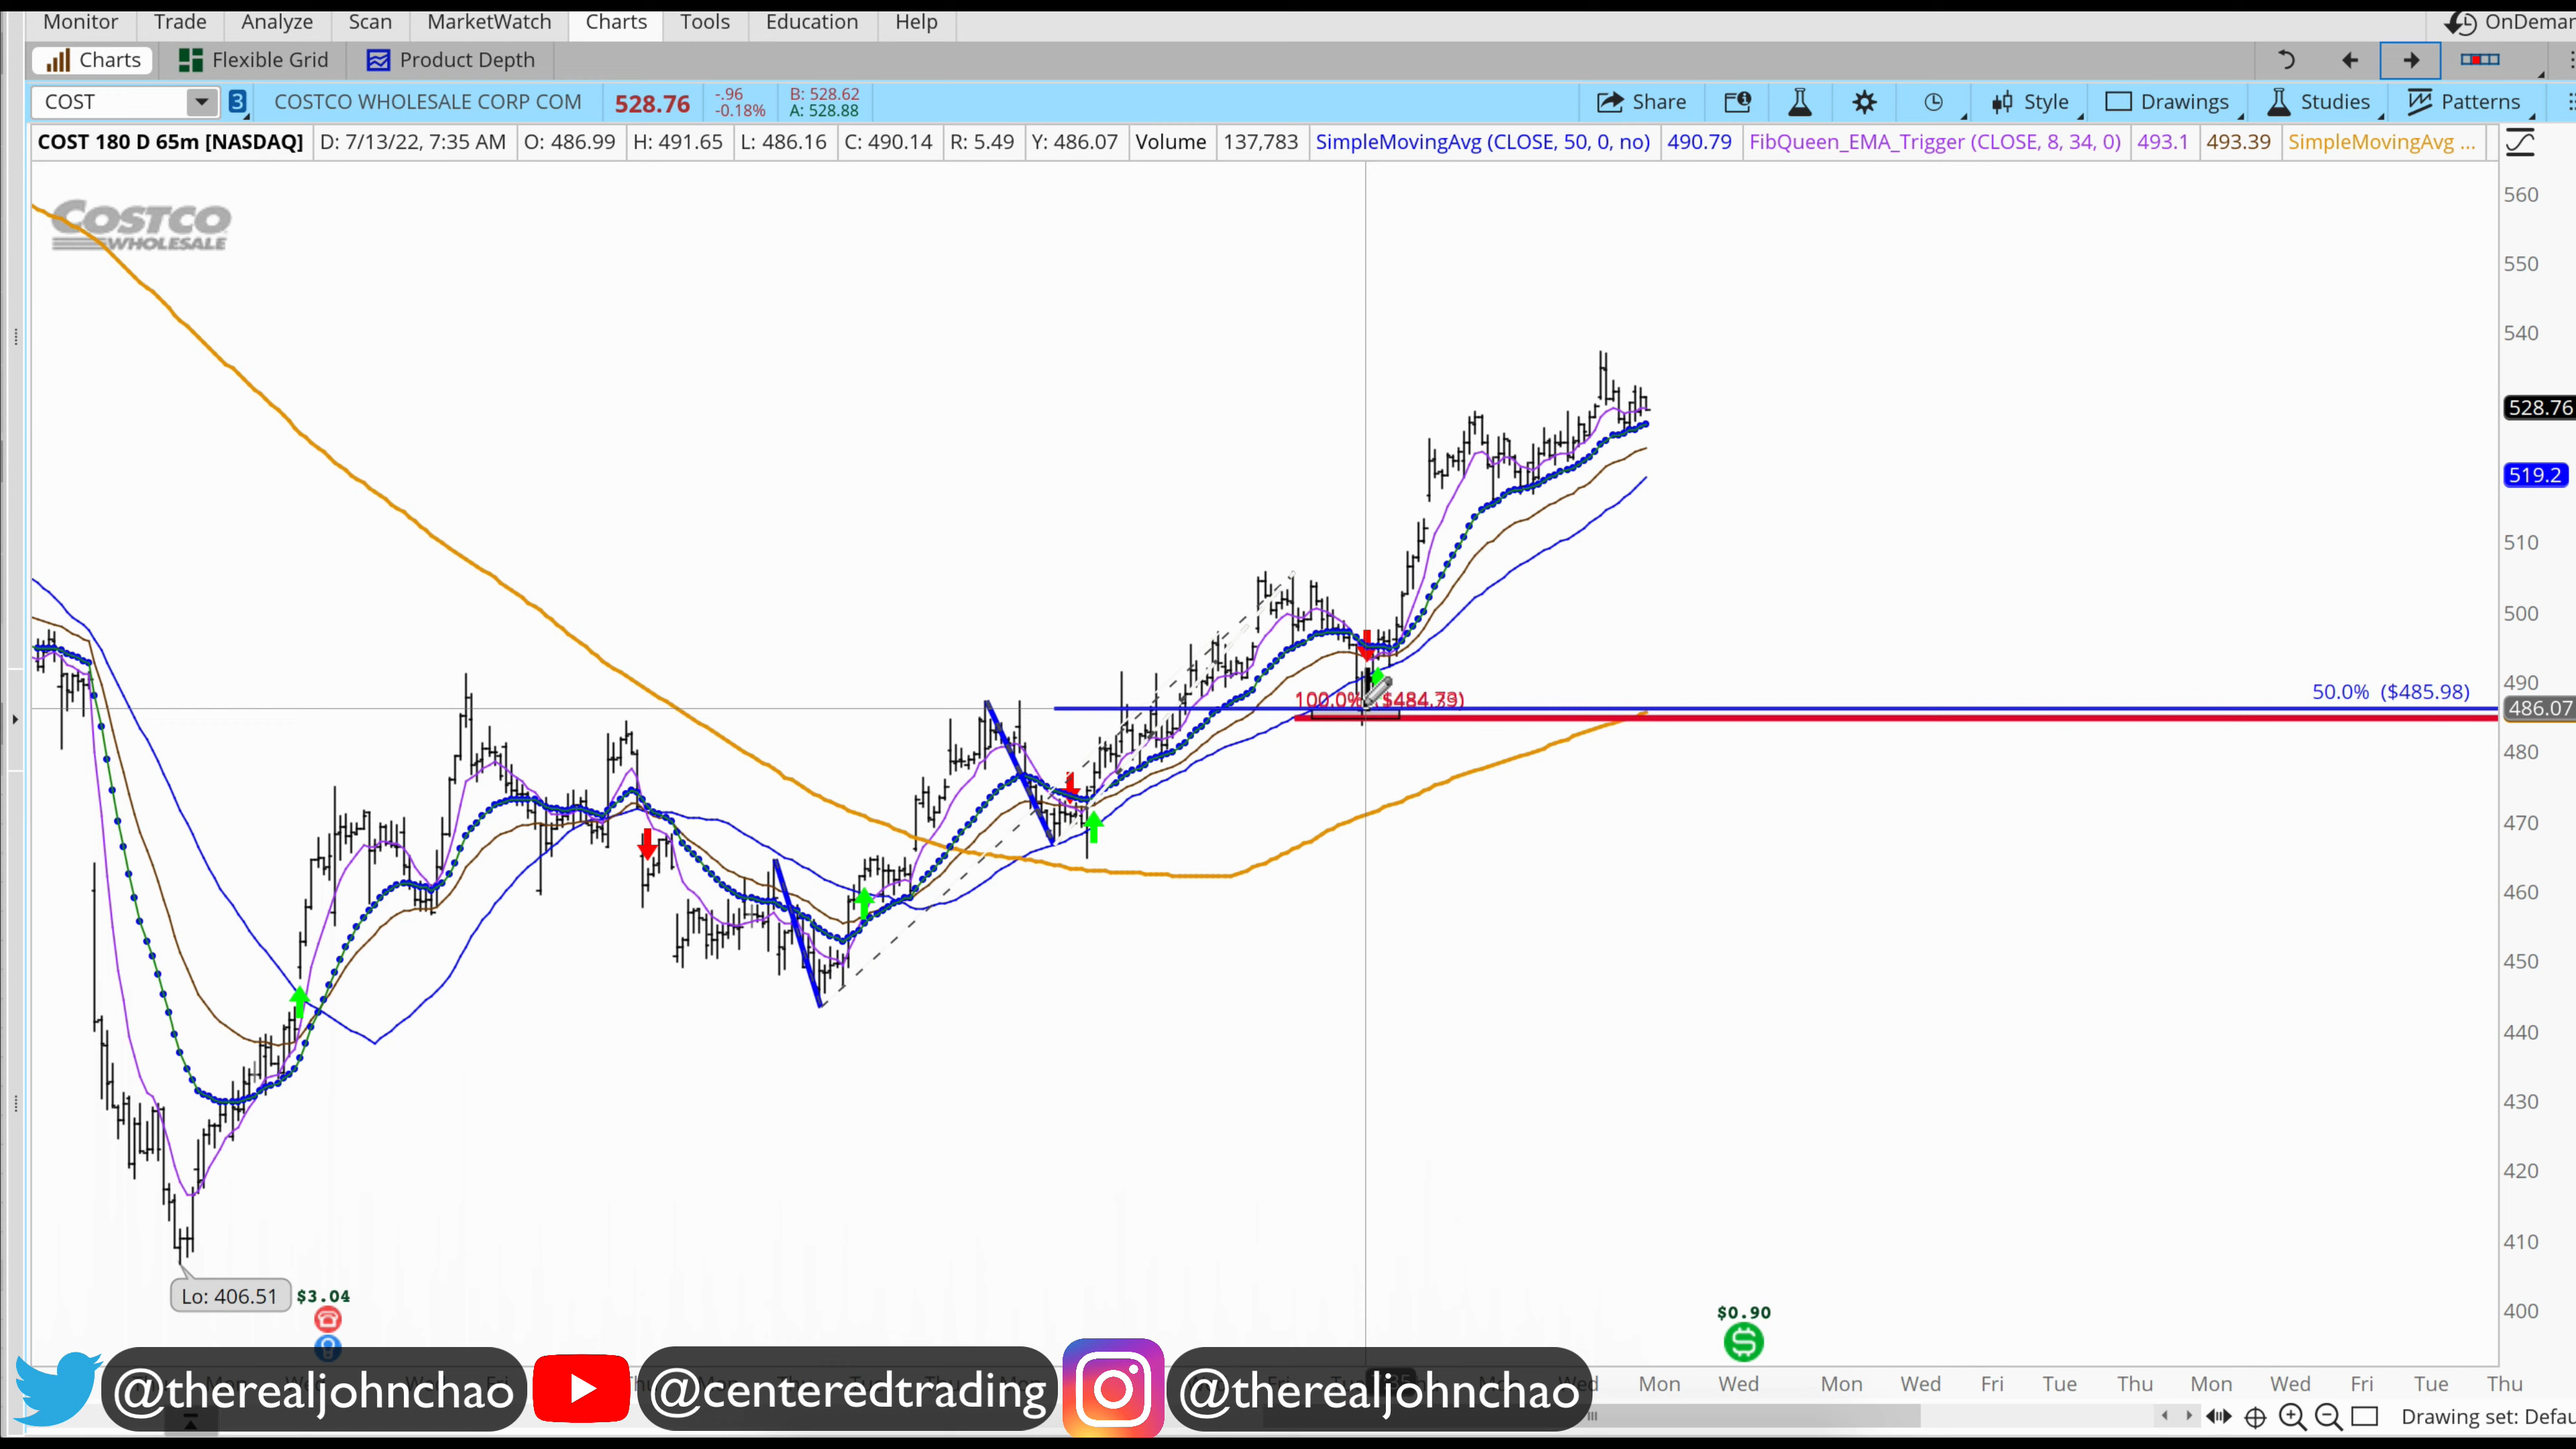 Monitor Trade Analyze Scan MarketWatch Charts Tools Education Help OnDeman
Charts Flexible Grid Product Depth
COST 3 COSTCO WHOLESALE CORP COM 528.76 -.96 -0.18% B: 528.62 A: 528.88 Share Style Drawings Studies Patterns
COST 180 D 65m [NASDAQ] D: 7/13/22, 7:35 AM O: 486.99 H: 491.65 L: 486.16 C: 490.14 R: 5.49 Y: 486.07 Volume 137,783 SimpleMovingAvg (CLOSE, 50, 0, no) 490.79 FibQueen_EMA_Trigger (CLOSE, 8, 34, 0) 493.1 493.39 SimpleMovingAvg ...
560
COSTCO
WHOLESALE
550
540
528.76
519.2
510
500
490
50.0% ($485.98)
100.0%
486.07
480
470
460
450
440
430
420
410
Lo: 406.51 $3.04
400
$0.90
@therealjohnchao @centeredtrading @therealjohnchao
Mon Wed Mon Wed Fri Tue Thu Mon Wed Fri Tue Thu
Drawing set: Defau